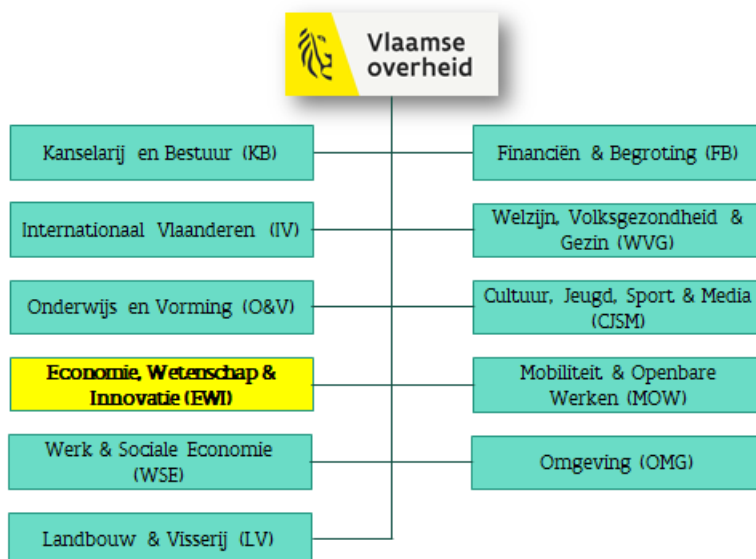 Vlaamse
overheid
Kanselarij en Bestuur (KB)
Financiën & Begroting (FB)
Internationaal Vlaanderen (IV)
Welzijn, Volksgezondheid &
Gezin (WVG)
Onderwijs en Vorming (O&V)
Cultuur, Jeugd, Sport & Media
(CJSM)
Economie, Wetenschap &
Innovatie (EWI)
Mobiliteit & Openbare
Werken (MOW)
Werk & Sociale Economie
(WSE)
Omgeving (OMG)
Landbouw & Visserij (LV)